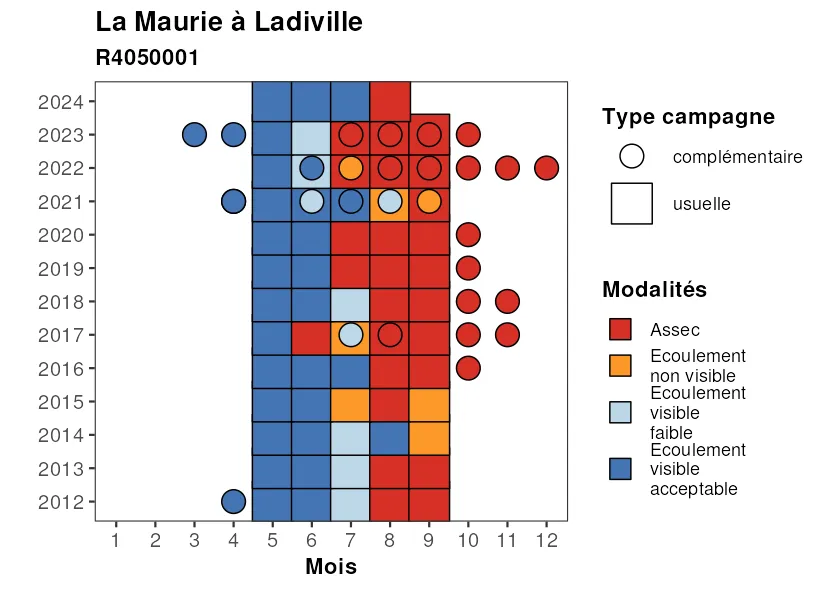 La Maurie à Ladiville
R4050001
2024
2023
2022
2021
2020
2019
2018
2017
2016
2015
2014
2013
2012
1 2 3 4 5 6 7 8 9 10 11 12
Mois
Type campagne
complémentaire
usuelle
Modalités
Assec
Ecoulement
non visible
Ecoulement
visible
faible
Ecoulement
visible
acceptable